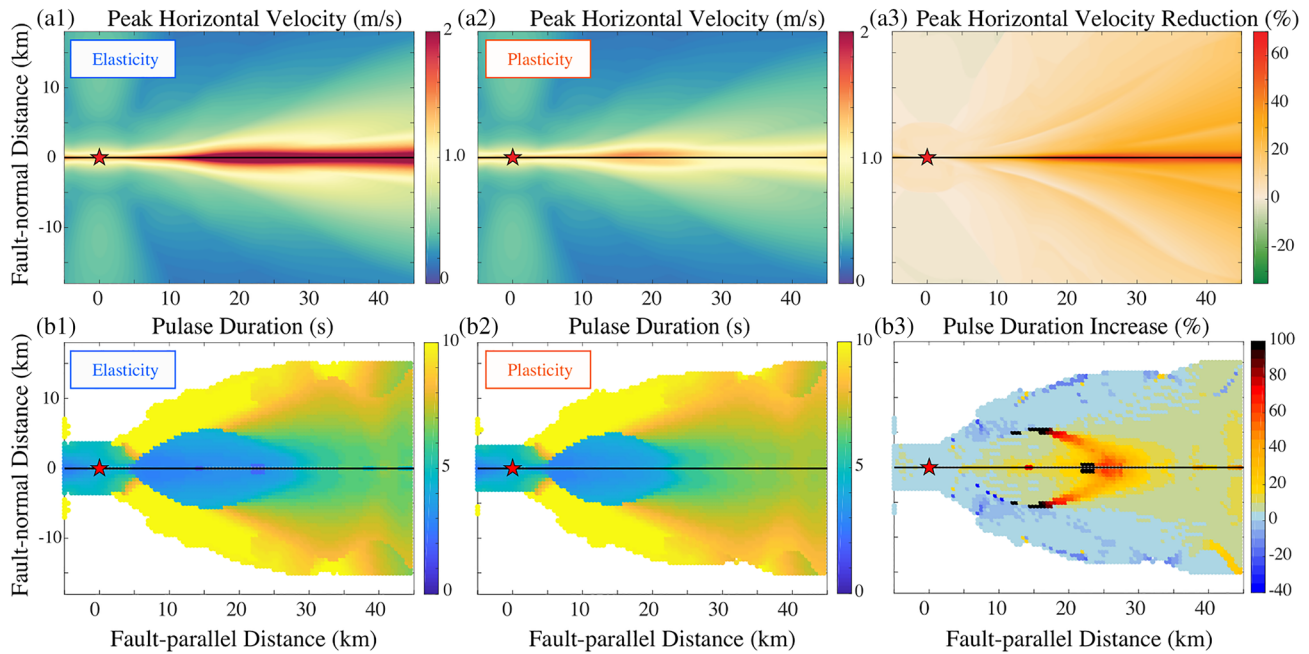 (a1) Peak Horizontal Velocity (m/s)
(a2) Peak Horizontal Velocity (m/s)
(a3) Peak Horizontal Velocity Reduction (%)
Fault-normal Distance (km)
10
0
-10
Elasticity
0 10 20 30 40
2
1.0
0
Plasticity
0 10 20 30 40
2
1.0
0
0 10 20 30 40
60
40
20
0
-20
(b1) Pulase Duration (s)
(b2) Pulase Duration (s)
(b3) Pulse Duration Increase (%)
Fault-normal Distance (km)
10
0
-10
Elasticity
0 10 20 30 40
Fault-parallel Distance (km)
10
5
0
Plasticity
0 10 20 30 40
Fault-parallel Distance (km)
10
5
0
0 10 20 30 40
Fault-parallel Distance (km)
100
80
60
40
20
0
-20
-40